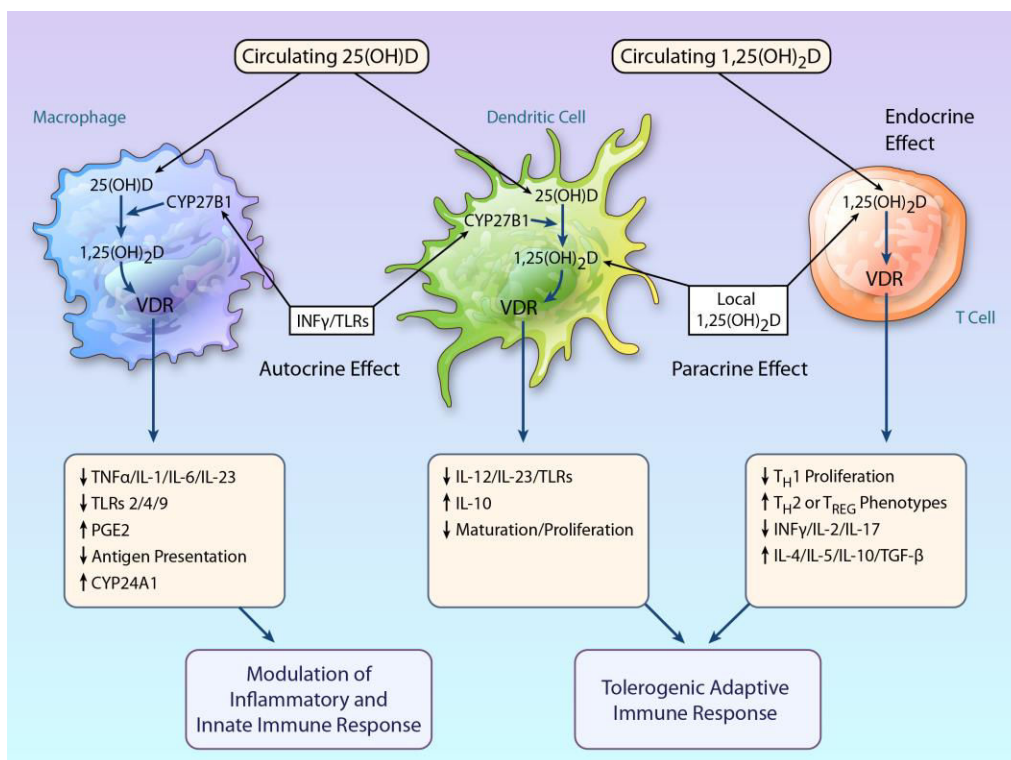 Circulating 25(OH)D
Circulating 1,25(OH)₂D
Macrophage
Dendritic Cell
Endocrine
Effect
25(OH)D
CYP27B1
1,25(OH)₂D
VDR
25(OH)D
CYP27B1
1,25(OH)₂D
VDR
1,25(OH)₂D
VDR
T Cell
INFγ/TLRs
Local
1,25(OH)₂D
Autocrine Effect
Paracrine Effect
↓ TNFα/IL-1/IL-6/IL-23
↓ TLRs 2/4/9
↑ PGE2
↓ Antigen Presentation
↑ CYP24A1
↓ IL-12/IL-23/TLRs
↑ IL-10
↓ Maturation/Proliferation
↓ T_H1 Proliferation
↑ T_H2 or T_REG Phenotypes
↓ INFγ/IL-2/IL-17
↑ IL-4/IL-5/IL-10/TGF-β
Modulation of
Inflammatory and
Innate Immune Response
Tolerogenic Adaptive
Immune Response